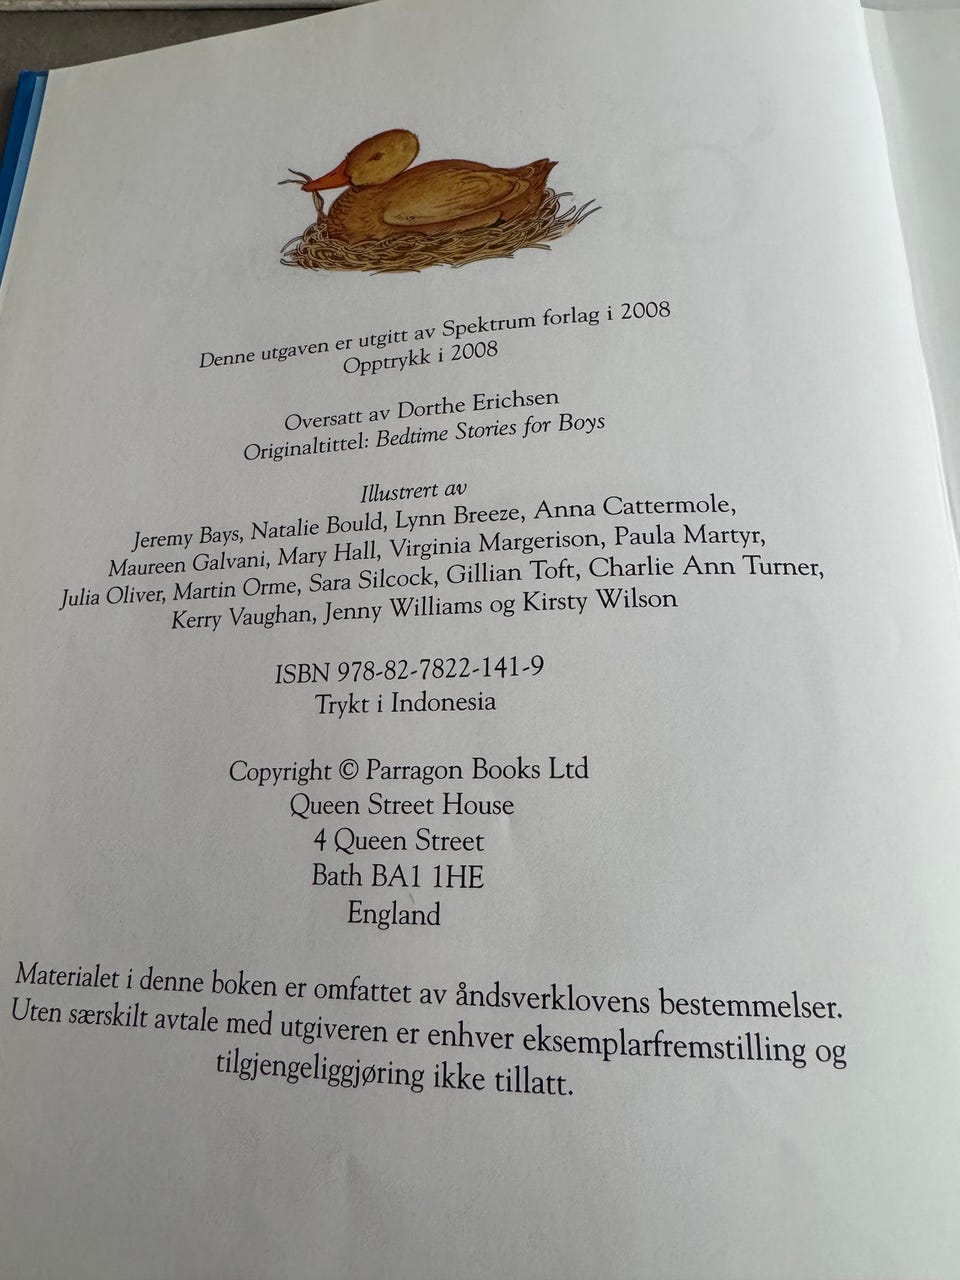 Denne utgaven er utgitt av Spektrum forlag i 2008
Opptrykk i 2008
Oversatt av Dorthe Erichsen
Originaltittel: Bedtime Stories for Boys
Illustrert av
Jeremy Bays, Natalie Bould, Lynn Breeze, Anna Cattermole,
Maureen Galvani, Mary Hall, Virginia Margerison, Paula Martyr,
Julia Oliver, Martin Orme, Sara Silcock, Gillian Toft, Charlie Ann Turner,
Kerry Vaughan, Jenny Williams og Kirsty Wilson
ISBN 978-82-7822-141-9
Trykt i Indonesia
Copyright © Parragon Books Ltd
Queen Street House
4 Queen Street
Bath BA1 1HE
England
Materialet i denne boken er omfattet av åndsverklovens bestemmelser.
Uten særskilt avtale med utgiveren er enhver eksemplarfremstilling og
tilgjengeliggjøring ikke tillatt.